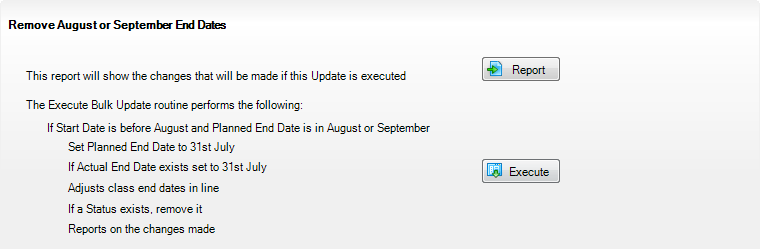 Remove August or September End Dates
This report will show the changes that will be made if this Update is executed
Report
The Execute Bulk Update routine performs the following:
If Start Date is before August and Planned End Date is in August or September
Set Planned End Date to 31st July
If Actual End Date exists set to 31st July
Execute
Adjusts class end dates in line
If a Status exists, remove it
Reports on the changes made